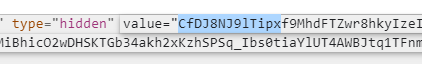 " type="hidden" value="CfDJ8NJ9lTipxf9MhdFTZwr8hkyIzeI
MiBhicO2wDHSKTGb34akh2xKzhSPSq_Ibs0tiaYlUT4AWBJtq1TFnm